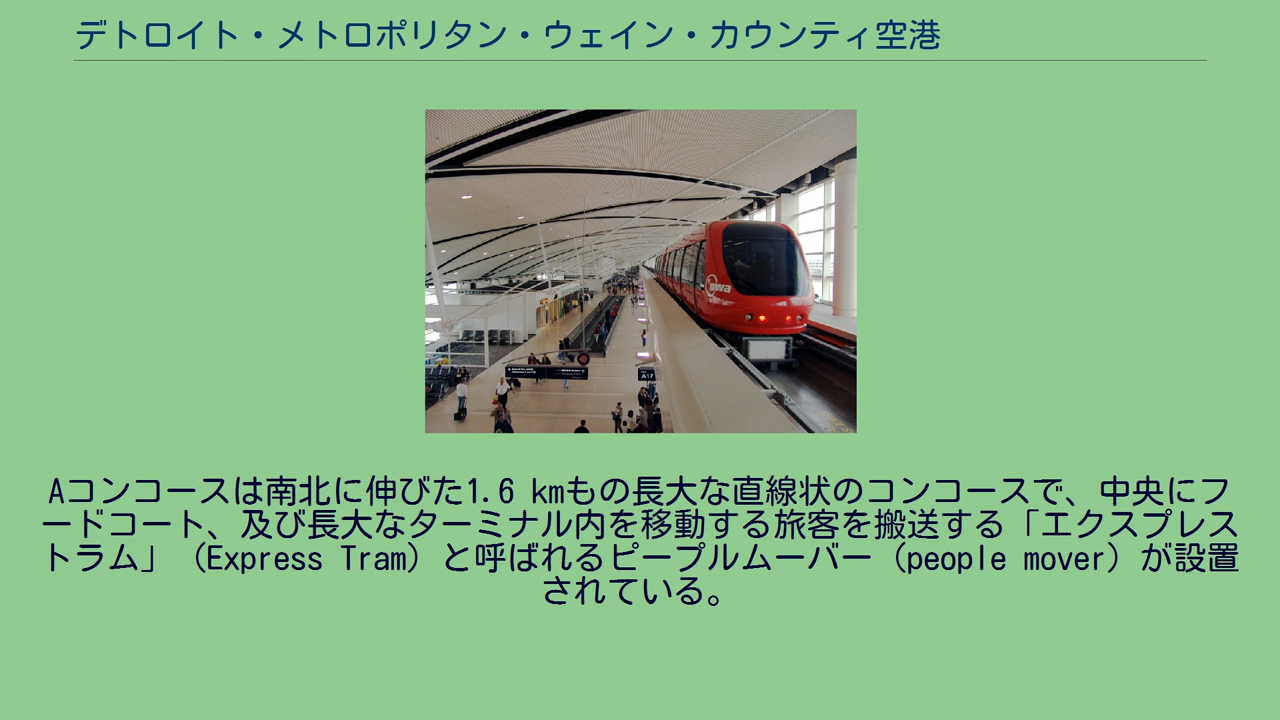 デトロイト・メトロポリタン・ウェイン・カウンティ空港
nwa
A17
Aコンコースは南北に伸びた1.6 kmもの長大な直線状のコンコースで、中央にフ
ードコート、及び長大なターミナル内を移動する旅客を搬送する「エクスプレス
トラム」（Express Tram）と呼ばれるピープルムーバー（people mover）が設置
されている。